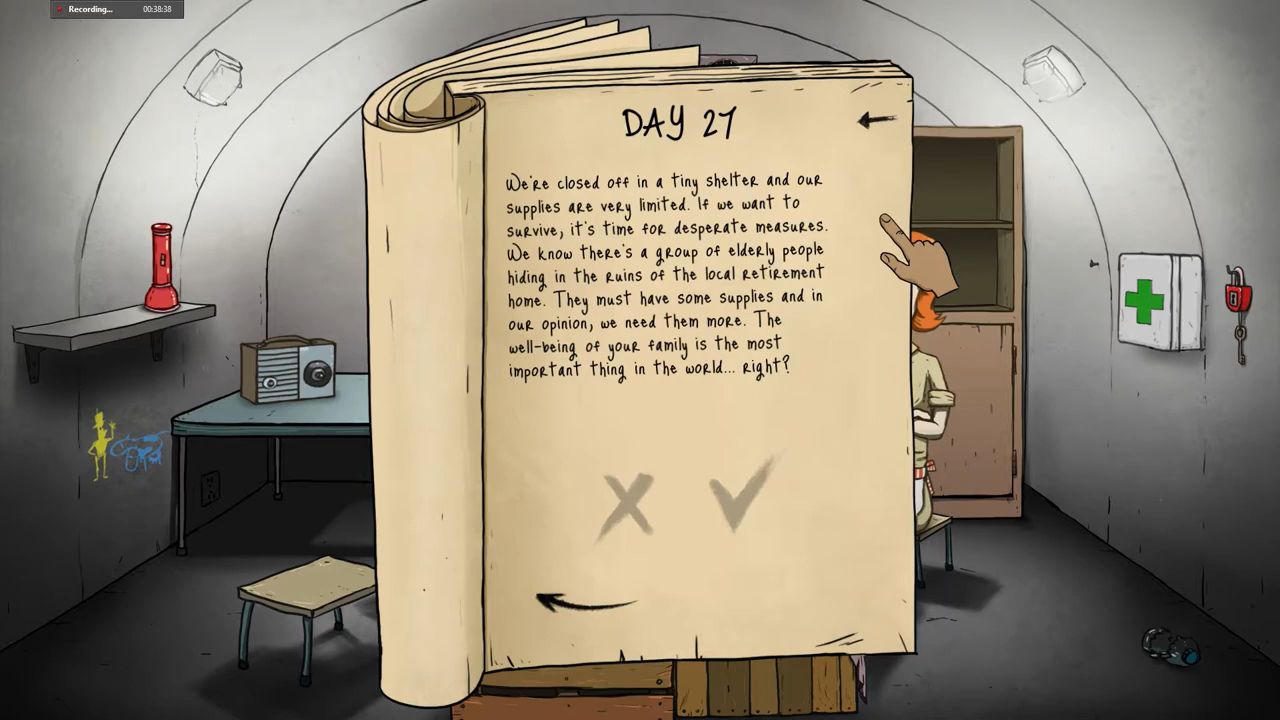 Recording... 00:38:38
DAY 27
We're closed off in a tiny shelter and our
supplies are very limited. If we want to
survive, it's time for desperate measures.
We know there's a group of elderly people
hiding in the ruins of the local retirement
home. They must have some supplies and in
our opinion, we need them more. The
well-being of your family is the most
important thing in the world... right?